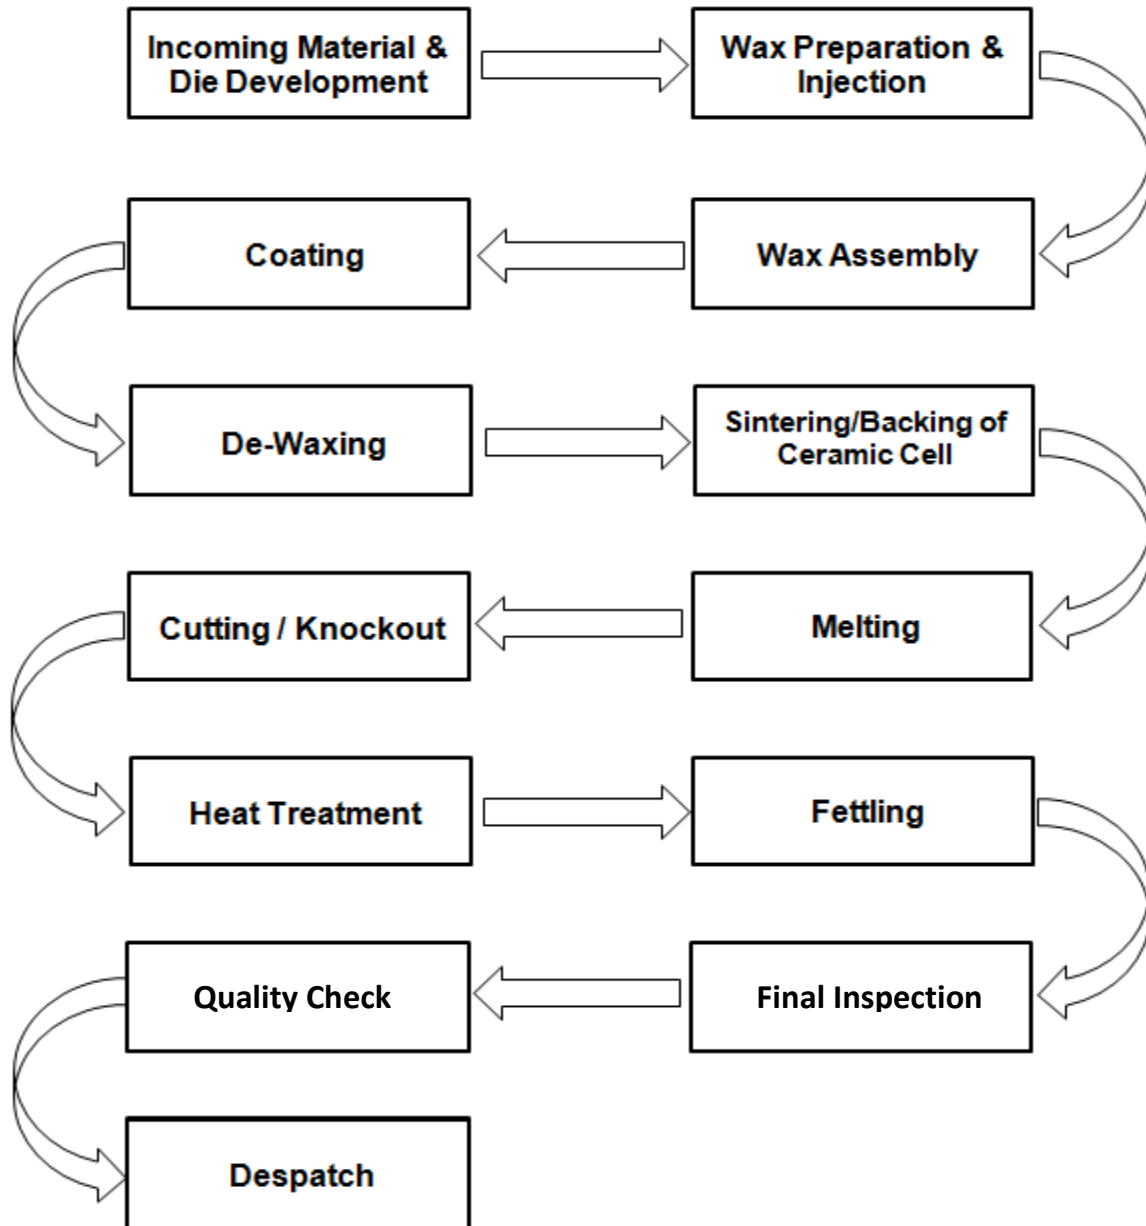 Incoming Material &
Die Development
Wax Preparation &
Injection
Wax Assembly
Coating
De-Waxing
Sintering/Backing of
Ceramic Cell
Melting
Cutting / Knockout
Heat Treatment
Fettling
Final Inspection
Quality Check
Despatch